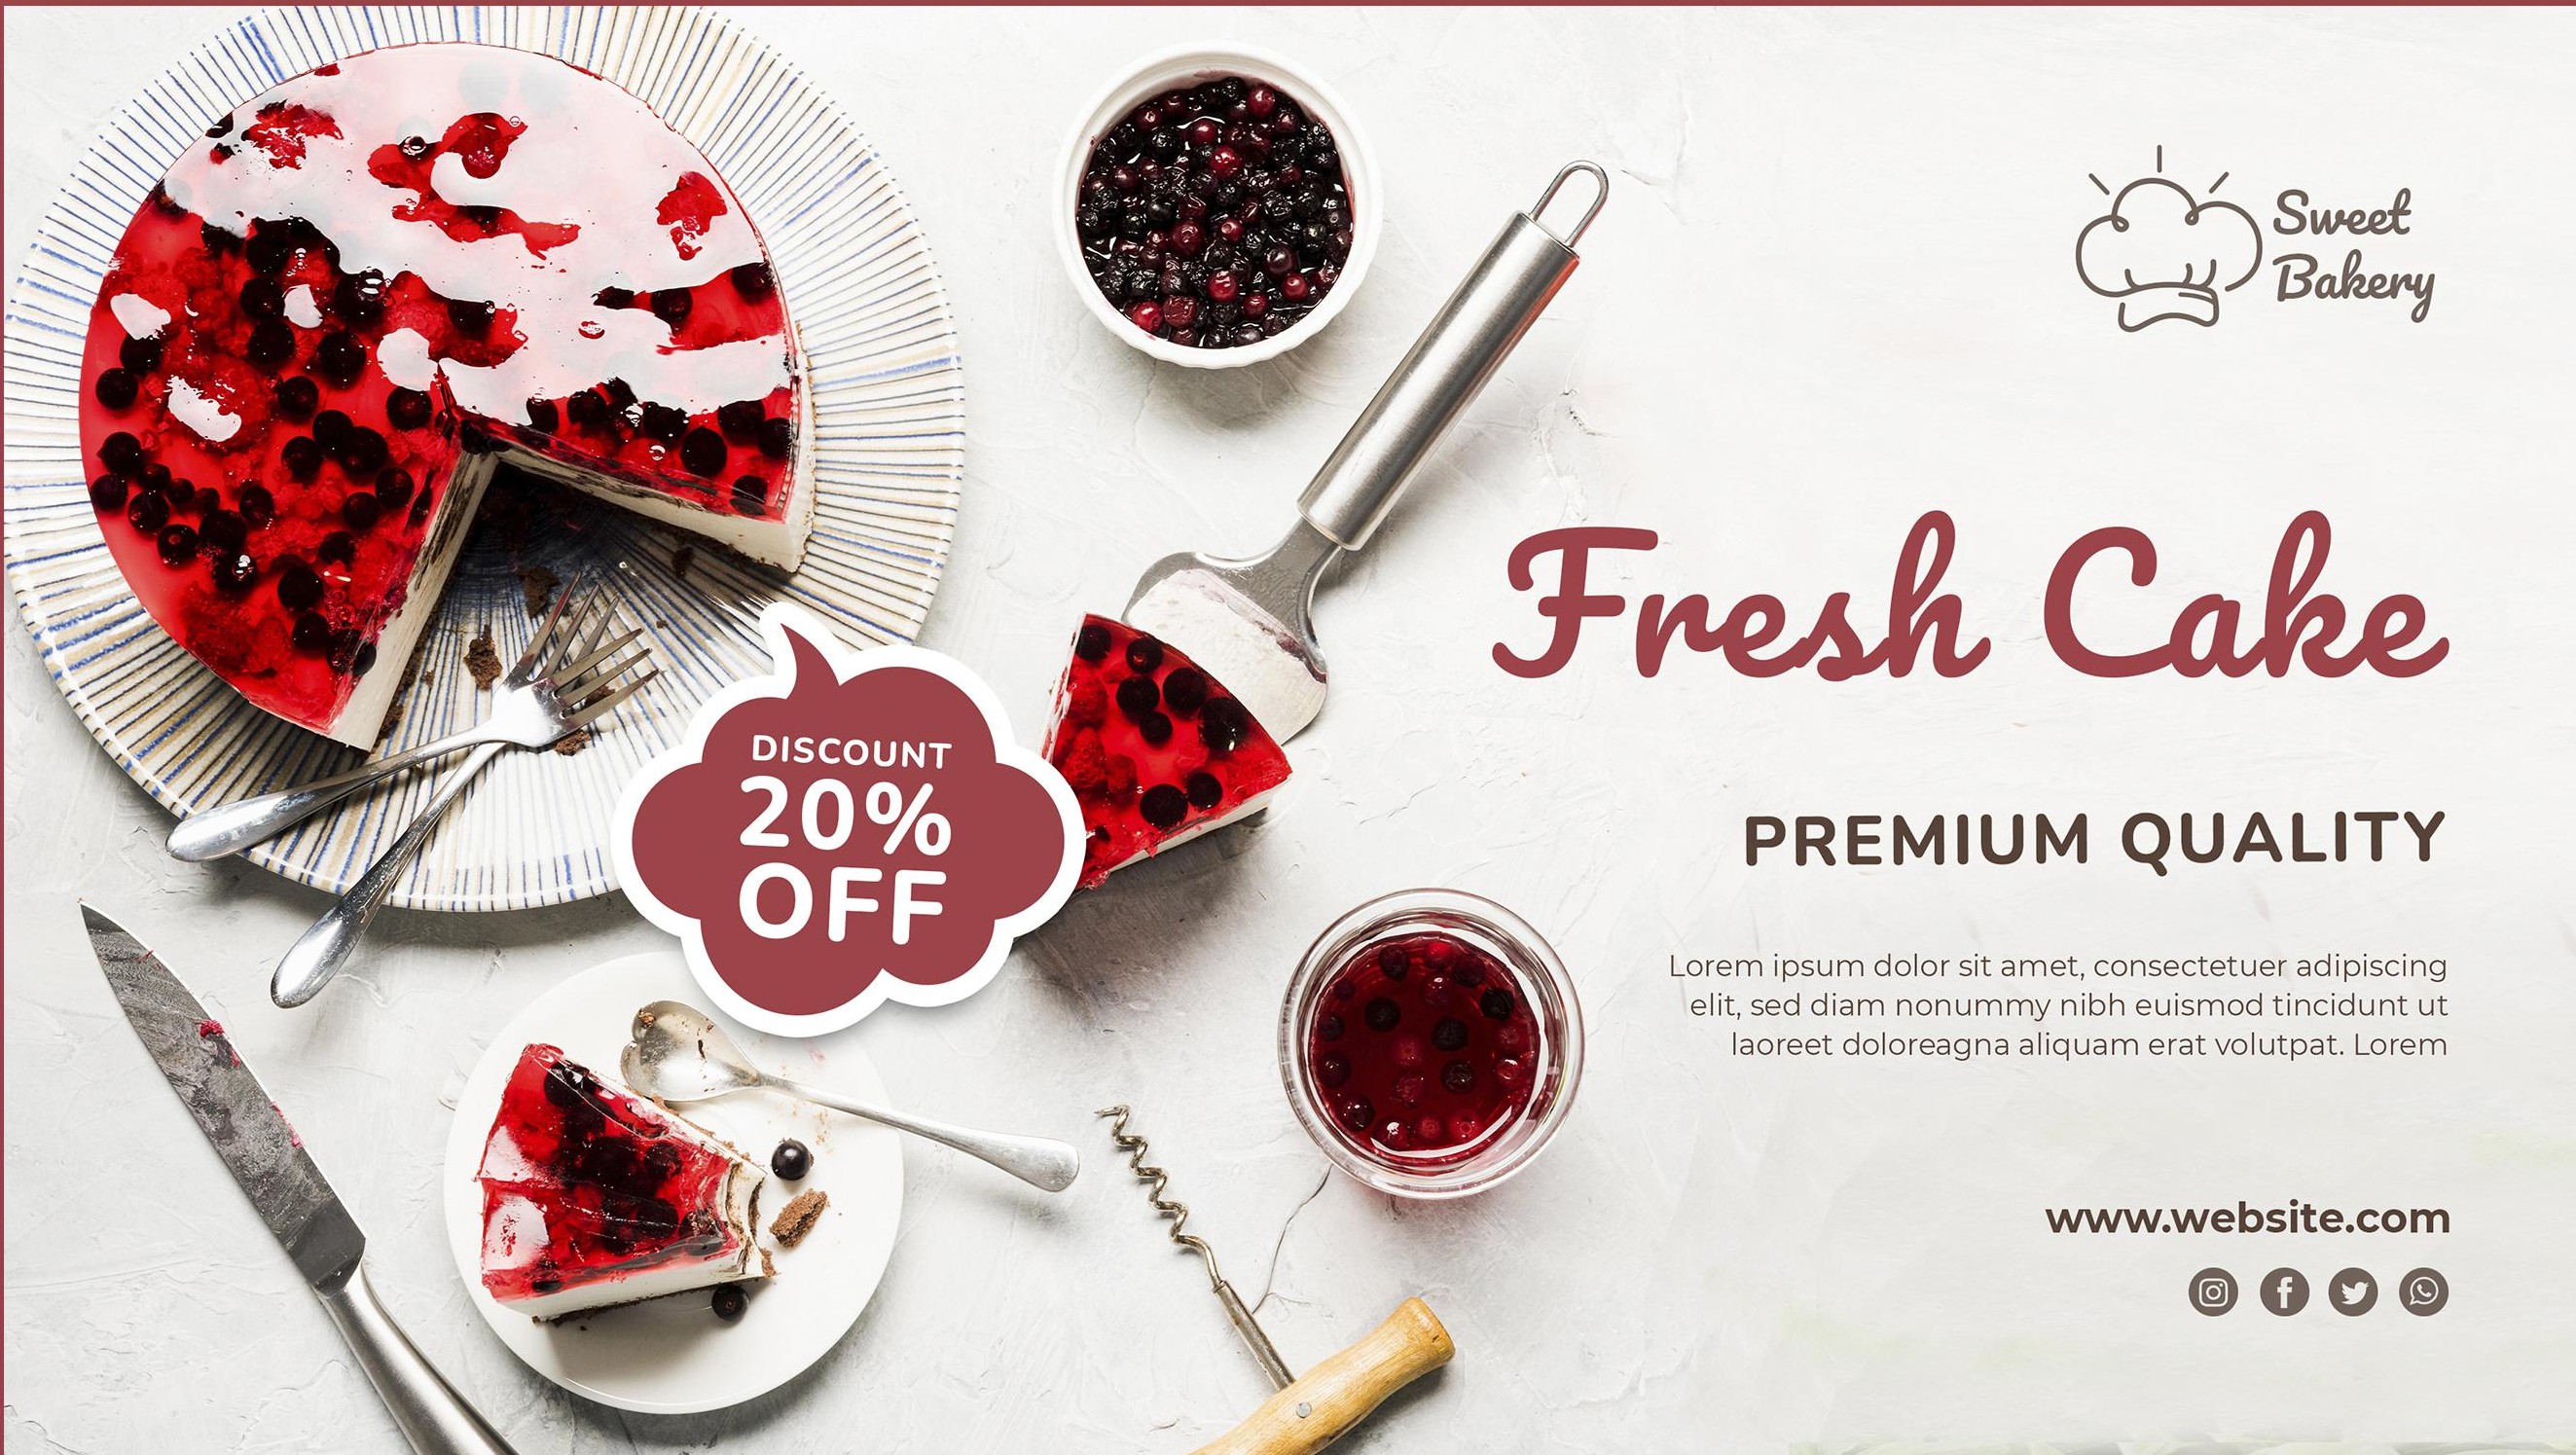 Sweet
Bakery
Fresh Cake
DISCOUNT
20%
OFF
PREMIUM QUALITY
Lorem ipsum dolor sit amet, consectetuer adipiscing
elit, sed diam nonummy nibh euismod tincidunt ut
laoreet doloreagna aliquam erat volutpat. Lorem
www.website.com